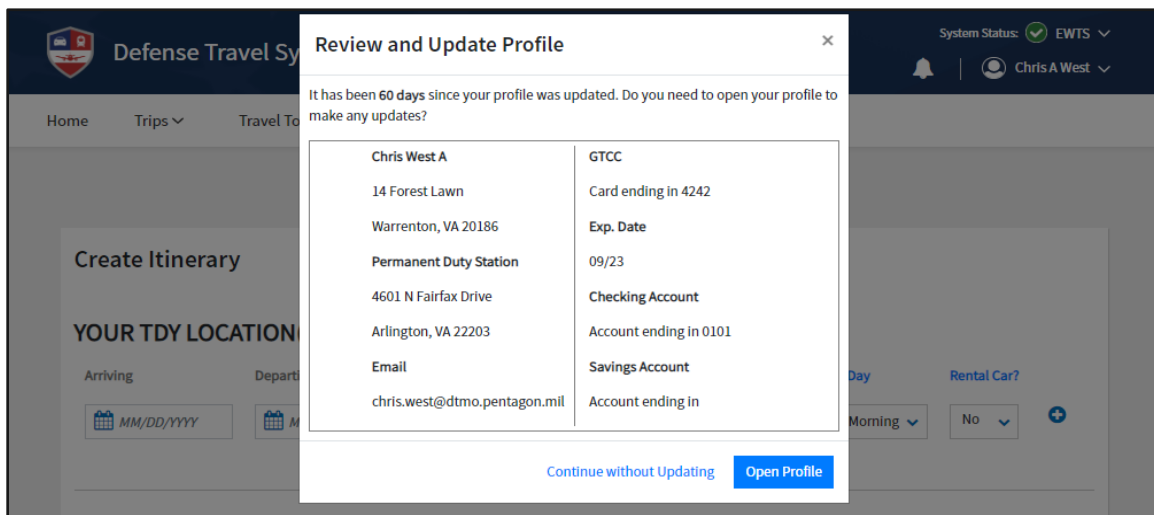 Defense Travel Sy
System Status: EWTS
Chris A West
Home Trips Travel To
Review and Update Profile ×
It has been 60 days since your profile was updated. Do you need to open your profile to
make any updates?
Chris West A
14 Forest Lawn
Warrenton, VA 20186
Permanent Duty Station
4601 N Fairfax Drive
Arlington, VA 22203
Email
chris.west@dtmo.pentagon.mil
GTCC
Card ending in 4242
Exp. Date
09/23
Checking Account
Account ending in 0101
Savings Account
Account ending in
Continue without Updating Open Profile
Create Itinerary
YOUR TDY LOCATION(
Arriving Departi Day Rental Car?
MM/DD/YYYY M Morning No